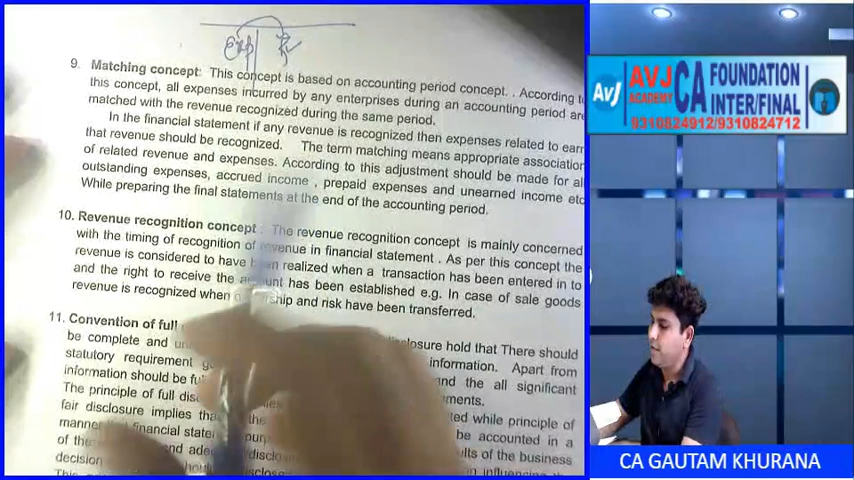 Exp
9. Matching concept: This concept is based on accounting period concept. . According to
this concept, all expenses incurred by any enterprises during an accounting period are
matched with the revenue recognized during the same period.
In the financial statement if any revenue is recognized then expenses related to earn
that revenue should be recognized. The term matching means appropriate association
of related revenue and expenses. According to this adjustment should be made for all
outstanding expenses, accrued income , prepaid expenses and unearned income etc
While preparing the final statements at the end of the accounting period.
10. Revenue recognition concept : The revenue recognition concept is mainly concerned
with the timing of recognition of revenue in financial statement . As per this concept the
revenue is considered to have been realized when a transaction has been entered in to
and the right to receive the amount has been established e.g. In case of sale goods
revenue is recognized when ownership and risk have been transferred.
11. Convention of full disclosure hold that There should
be complete and information. Apart from
statutory requirement and the all significant
information should be
The principle of full while principle of
fair disclosure implies be accounted in a
manner financial of the business
of the and
decision influencing
AVJ
AVJ
ACADEMY
CA
FOUNDATION
INTER/FINAL
9310824912/9310824712
CA GAUTAM KHURANA